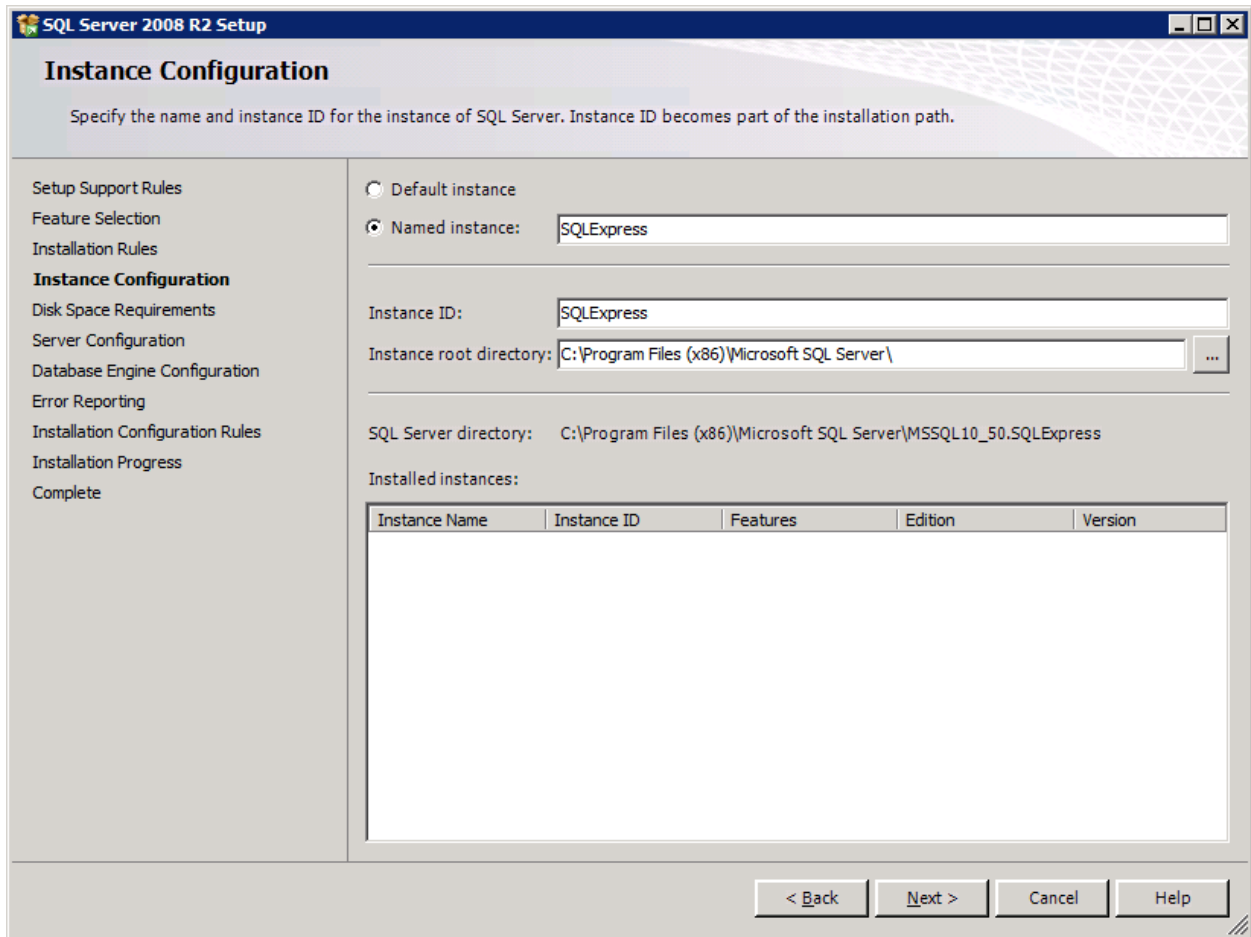 SQL Server 2008 R2 Setup
Instance Configuration
Specify the name and instance ID for the instance of SQL Server. Instance ID becomes part of the installation path.
Setup Support Rules
Feature Selection
Installation Rules
Instance Configuration
Disk Space Requirements
Server Configuration
Database Engine Configuration
Error Reporting
Installation Configuration Rules
Installation Progress
Complete
Default instance
Named instance: SQLExpress
Instance ID: SQLExpress
Instance root directory: C:\Program Files (x86)\Microsoft SQL Server\ ...
SQL Server directory: C:\Program Files (x86)\Microsoft SQL Server\MSSQL10_50.SQLExpress
Installed instances:
Instance Name Instance ID Features Edition Version
< Back Next > Cancel Help